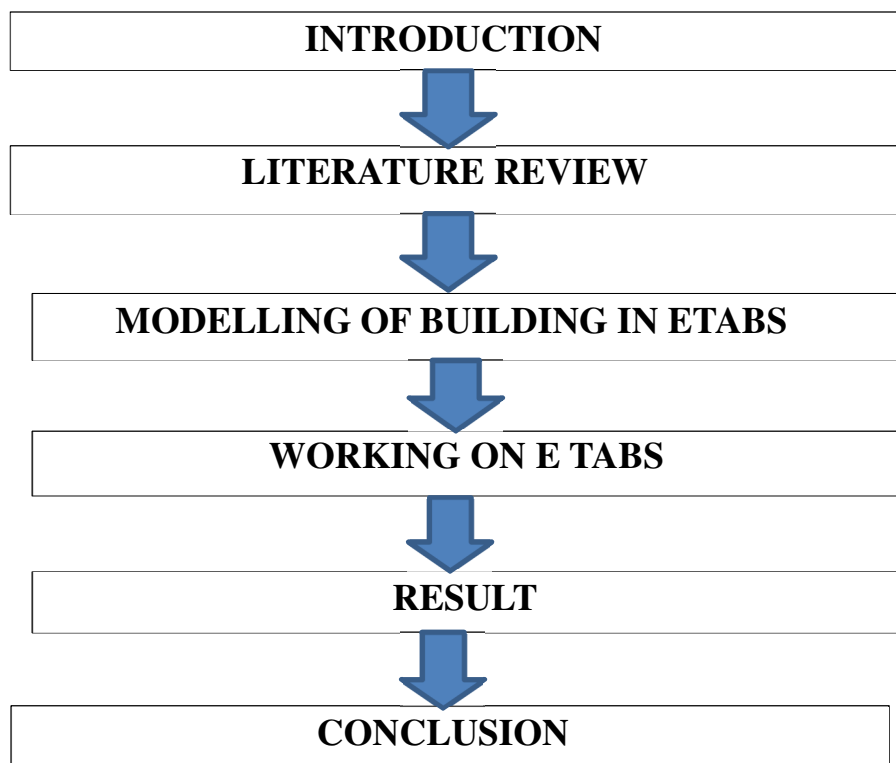 INTRODUCTION
LITERATURE REVIEW
MODELLING OF BUILDING IN ETABS
WORKING ON E TABS
RESULT
CONCLUSION